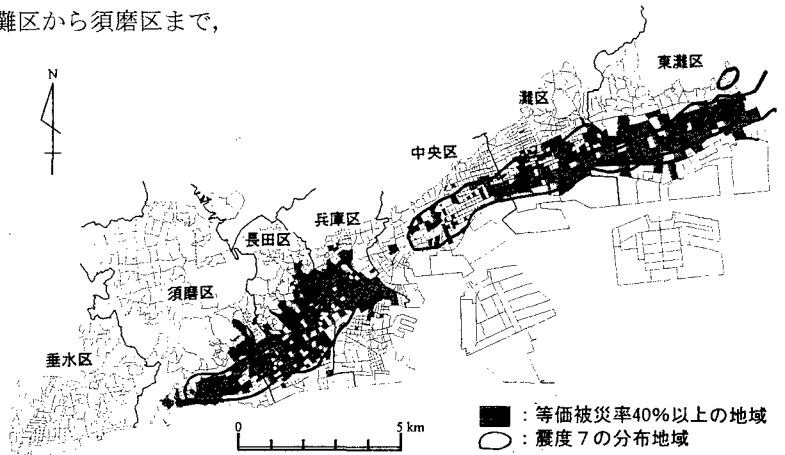 灘区から須磨区まで，
N
東灘区
灘区
中央区
兵庫区
長田区
須磨区
垂水区
0 5 km
：等価被災率40%以上の地域
：震度７の分布地域